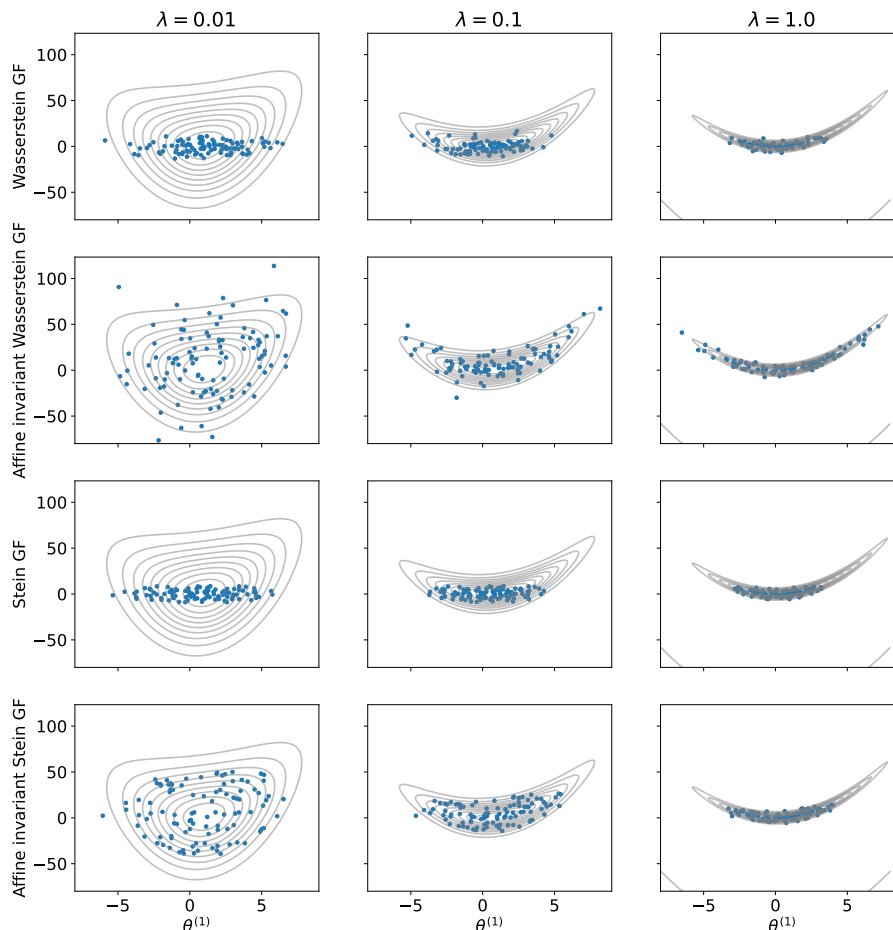 λ = 0.01 λ = 0.1 λ = 1.0
Wasserstein GF
100
50
0
−50
Affine invariant Wasserstein GF
100
50
0
−50
Stein GF
100
50
0
−50
Affine invariant Stein GF
100
50
0
−50
−5 0 5 −5 0 5 −5 0 5
θ(1) θ(1) θ(1)